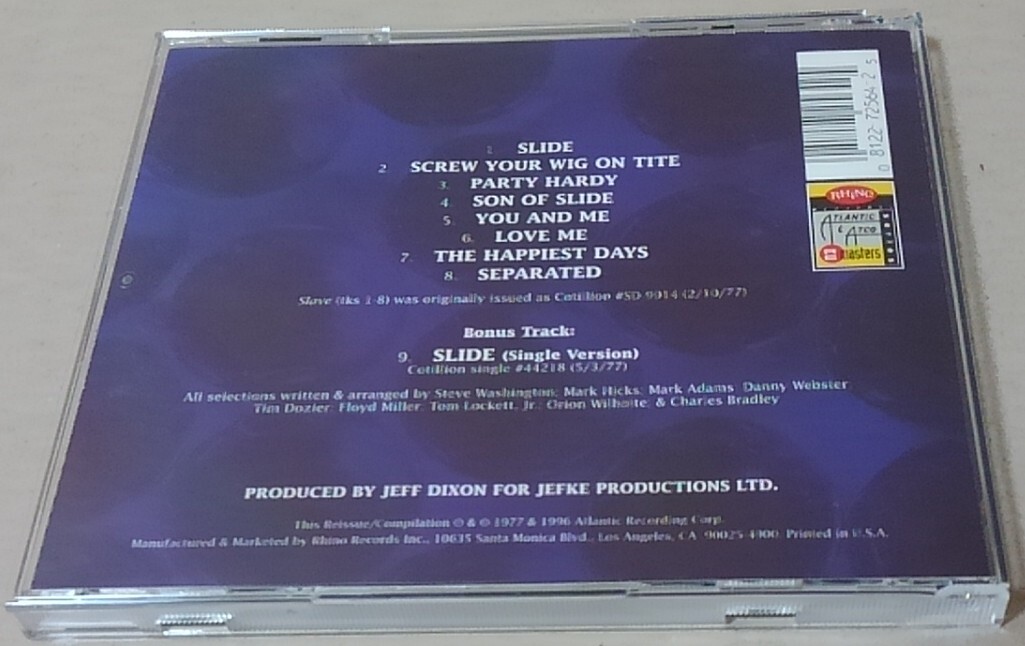 1. SLIDE
2. SCREW YOUR WIG ON TITE
3. PARTY HARDY
4. SON OF SLIDE
5. YOU AND ME
6. LOVE ME
7. THE HAPPIEST DAYS
8. SEPARATED
Slave (tks 1-8) was originally issued as Cotillion #SD 9914 (2/10/77)
Bonus Track:
9. SLIDE (Single Version)
Cotillion single #44218 (5/3/77)
All selections written & arranged by Steve Washington; Mark Hicks; Mark Adams; Danny Webster
Tim Dozier; Floyd Miller; Tom Lockett, Jr.; Orion Wilhoite; & Charles Bradley
PRODUCED BY JEFF DIXON FOR JEFKE PRODUCTIONS LTD.
This Reissue/Compilation ℗ & © 1977 & 1996 Atlantic Recording Corp.
Manufactured & Marketed by Rhino Records Inc., 10635 Santa Monica Blvd., Los Angeles, CA 90025-4900. Printed in U.S.A.
0 8122-72564-2 5
RHINO
ATLANTIC
& ATCO
masters